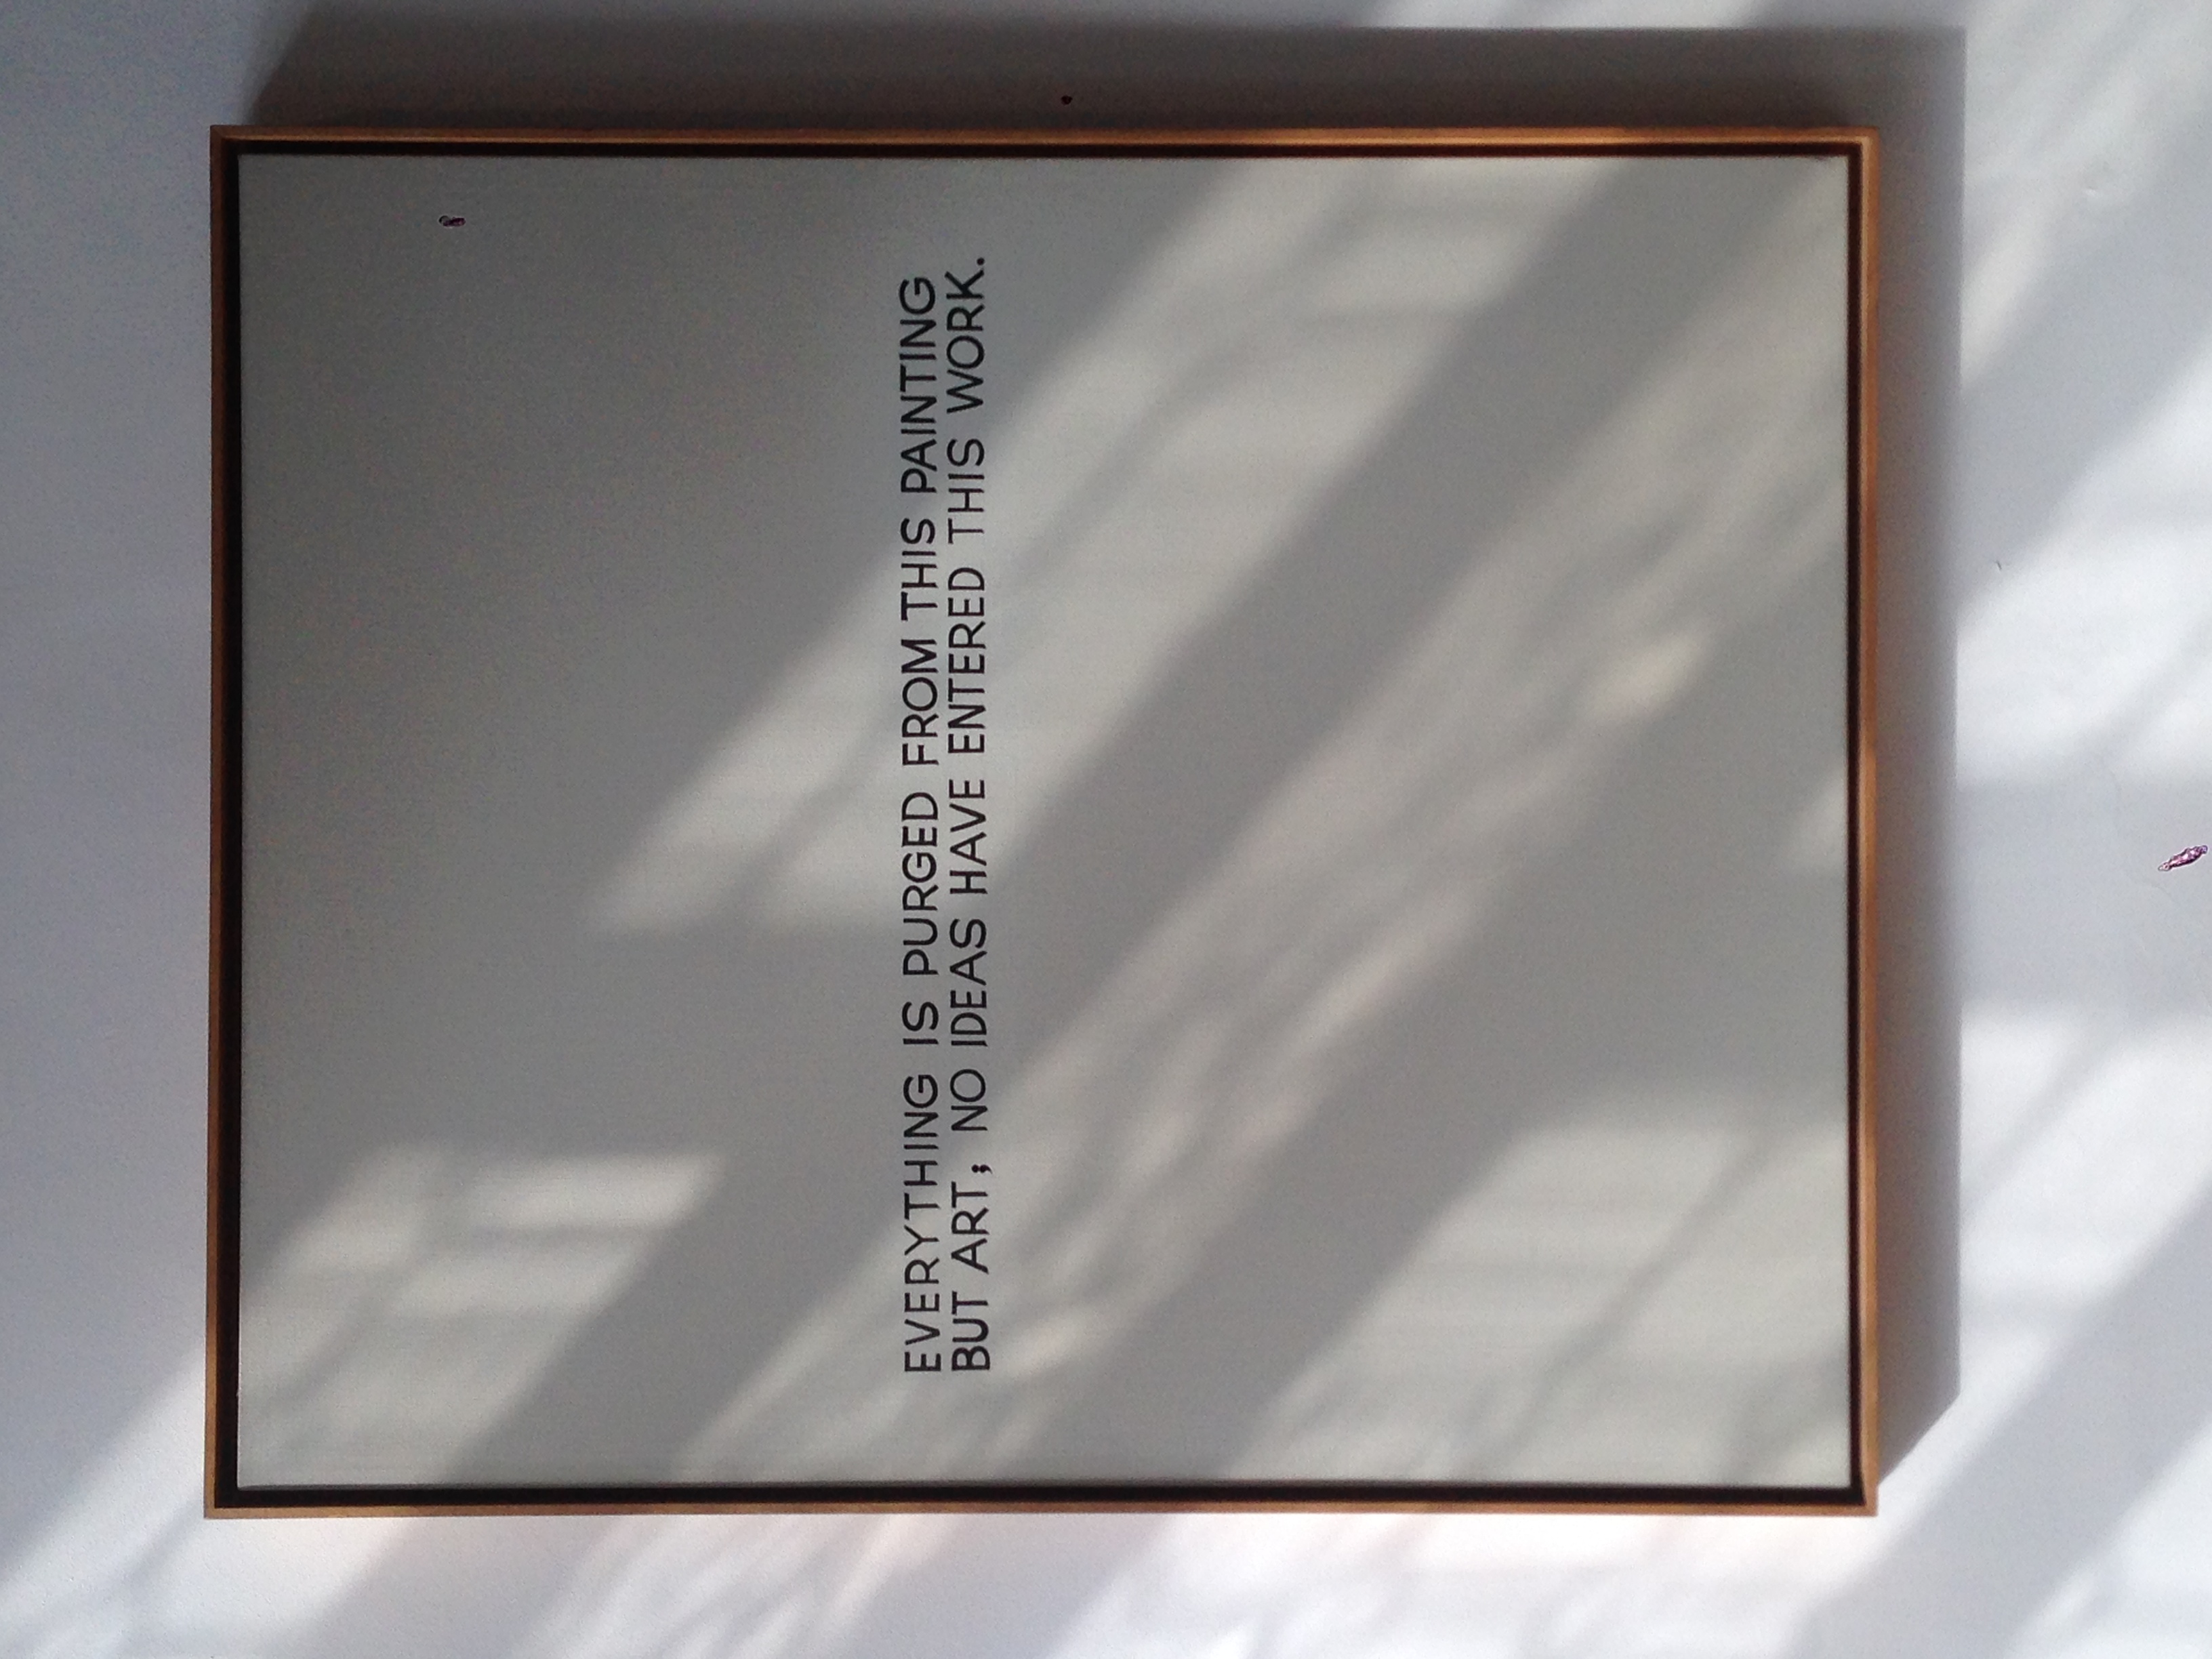 EVERYTHING IS PURGED FROM THIS PAINTING
BUT ART; NO IDEAS HAVE ENTERED THIS WORK.